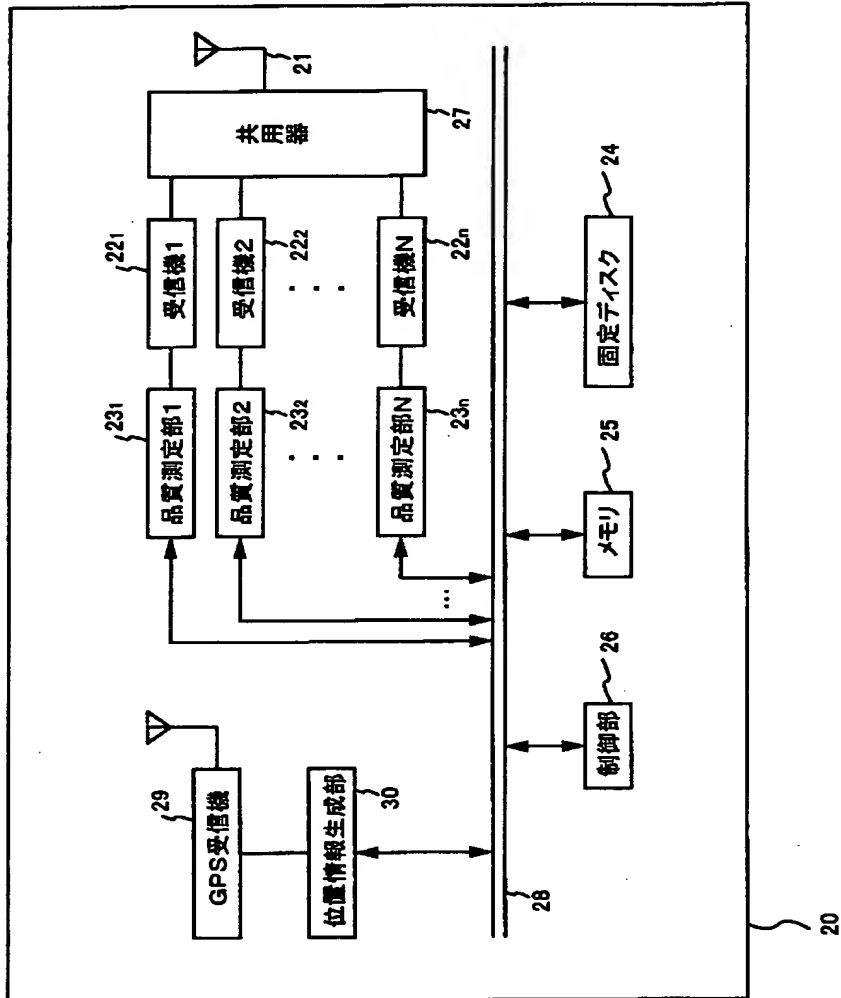 21
共用器
27
221
受信機1
受信機2
222
· · ·
受信機N
22n
231
品質測定部1
品質測定部2
232
· · ·
品質測定部N
23n
...
29
GPS受信機
位置情報生成部
30
28
制御部
26
メモリ
25
固定ディスク
24
20